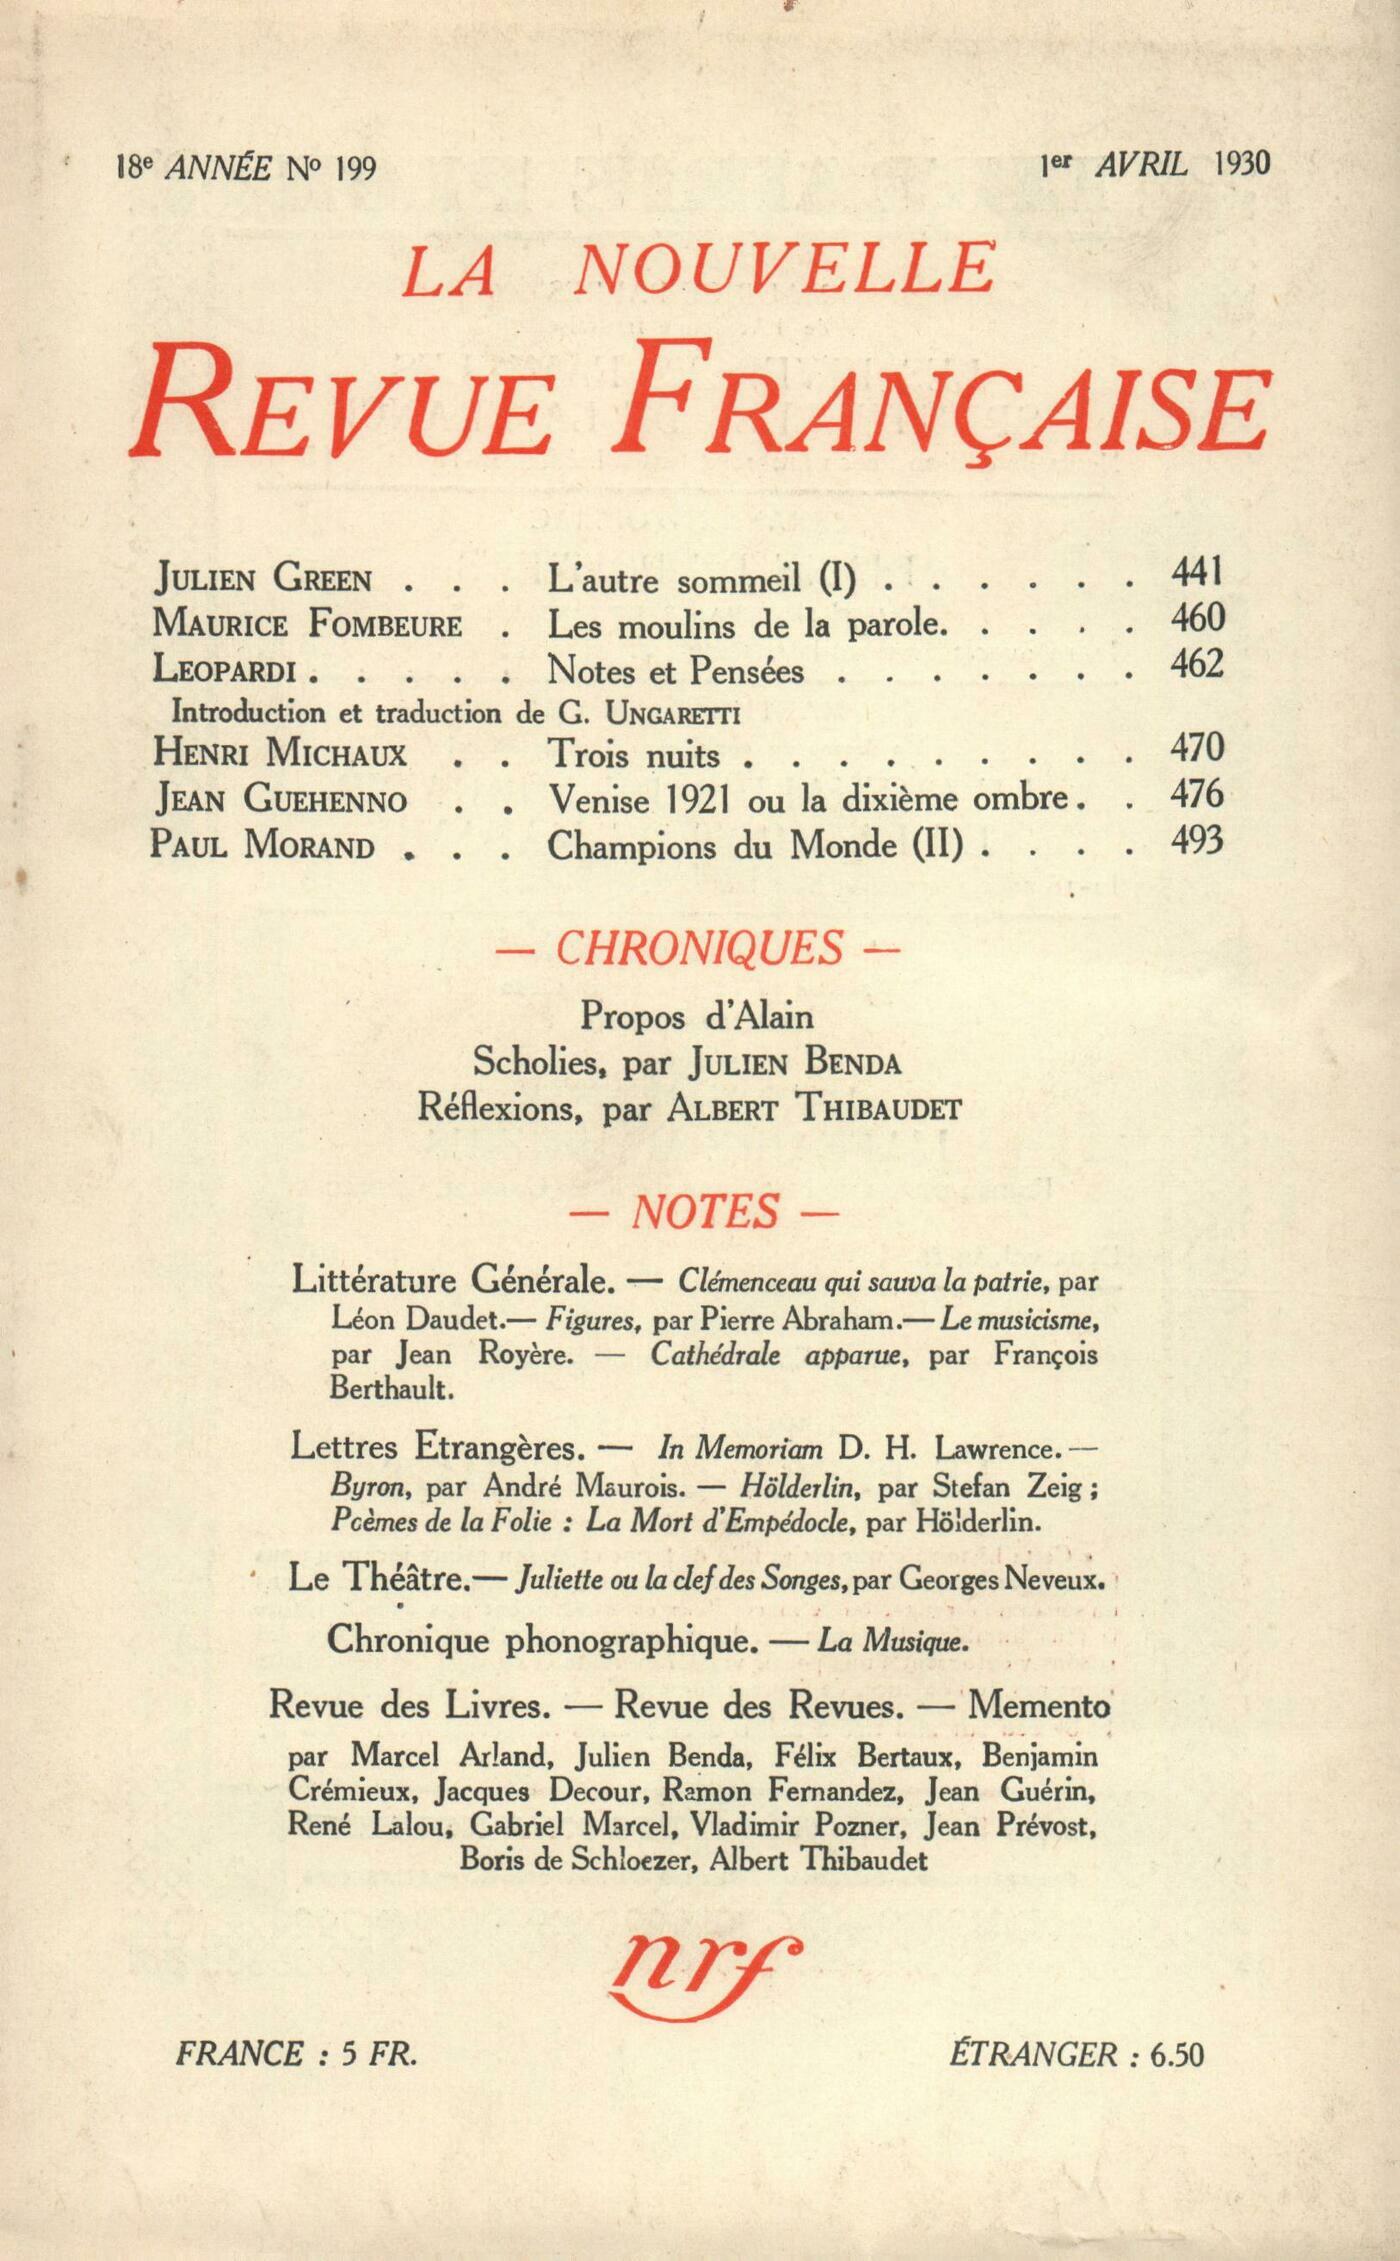 18e ANNÉE No 199 1er AVRIL 1930
LA NOUVELLE
REVUE FRANÇAISE
JULIEN GREEN . . . L'autre sommeil (I) . . . . . . 441
MAURICE FOMBEURE . Les moulins de la parole. . . . . 460
LEOPARDI . . . . . Notes et Pensées . . . . . . . 462
Introduction et traduction de G. UNGARETTI
HENRI MICHAUX . . Trois nuits . . . . . . . . . 470
JEAN GUEHENNO . . Venise 1921 ou la dixième ombre. . 476
PAUL MORAND . . . Champions du Monde (II) . . . . 493
— CHRONIQUES —
Propos d'Alain
Scholies, par JULIEN BENDA
Réflexions, par ALBERT THIBAUDET
— NOTES —
Littérature Générale. — Clémenceau qui sauva la patrie, par
Léon Daudet.— Figures, par Pierre Abraham.— Le musicisme,
par Jean Royère. — Cathédrale apparue, par François
Berthault.
Lettres Etrangères. — In Memoriam D. H. Lawrence. —
Byron, par André Maurois. — Hölderlin, par Stefan Zeig ;
Poèmes de la Folie : La Mort d'Empédocle, par Hölderlin.
Le Théâtre.— Juliette ou la clef des Songes, par Georges Neveux.
Chronique phonographique. — La Musique.
Revue des Livres. — Revue des Revues. — Memento
par Marcel Arland, Julien Benda, Félix Bertaux, Benjamin
Crémieux, Jacques Decour, Ramon Fernandez, Jean Guérin,
René Lalou, Gabriel Marcel, Vladimir Pozner, Jean Prévost,
Boris de Schloezer, Albert Thibaudet
nrf
FRANCE : 5 FR. ÉTRANGER : 6.50